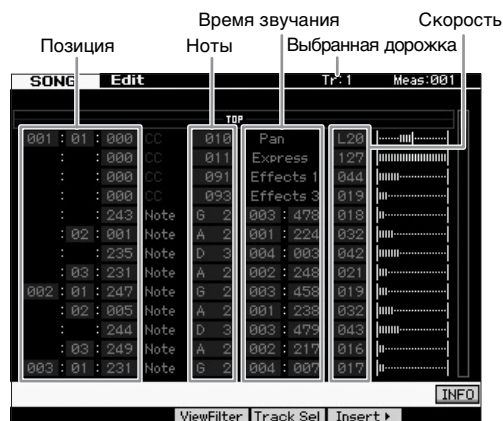 Время звучания Скорость
Позиция Ноты Выбранная дорожка
SONG Edit Tr: 1 Meas:001
TOP
001 : 01 : 000 CC 010 Pan L20
: : 000 CC 011 Express 127
: : 000 CC 091 Effects 1 044
: : 000 CC 093 Effects 3 019
: : 243 Note G 2 003 : 478 018
: 02 : 001 Note A 2 001 : 224 032
: : 235 Note D 3 004 : 003 042
: 03 : 231 Note A 2 002 : 248 021
002 : 01 : 247 Note G 2 003 : 458 019
: 02 : 005 Note A 2 001 : 238 032
: : 244 Note D 3 003 : 479 043
: 03 : 249 Note A 2 002 : 217 016
003 : 01 : 231 Note G 2 004 : 007 017
INFO
ViewFilter Track Sel Insert